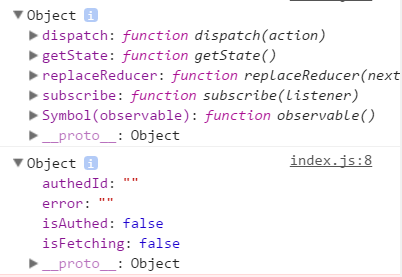 ▼Object i
▶dispatch: function dispatch(action)
▶getState: function getState()
▶replaceReducer: function replaceReducer(next
▶subscribe: function subscribe(listener)
▶Symbol(observable): function observable()
▶__proto__: Object
index.js:8
▼Object i
authedId: ""
error: ""
isAuthed: false
isFetching: false
▶__proto__: Object